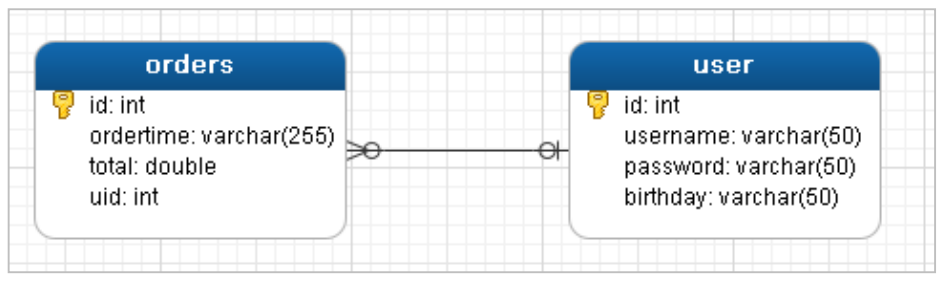 orders
id: int
ordertime: varchar(255)
total: double
uid: int
user
id: int
username: varchar(50)
password: varchar(50)
birthday: varchar(50)